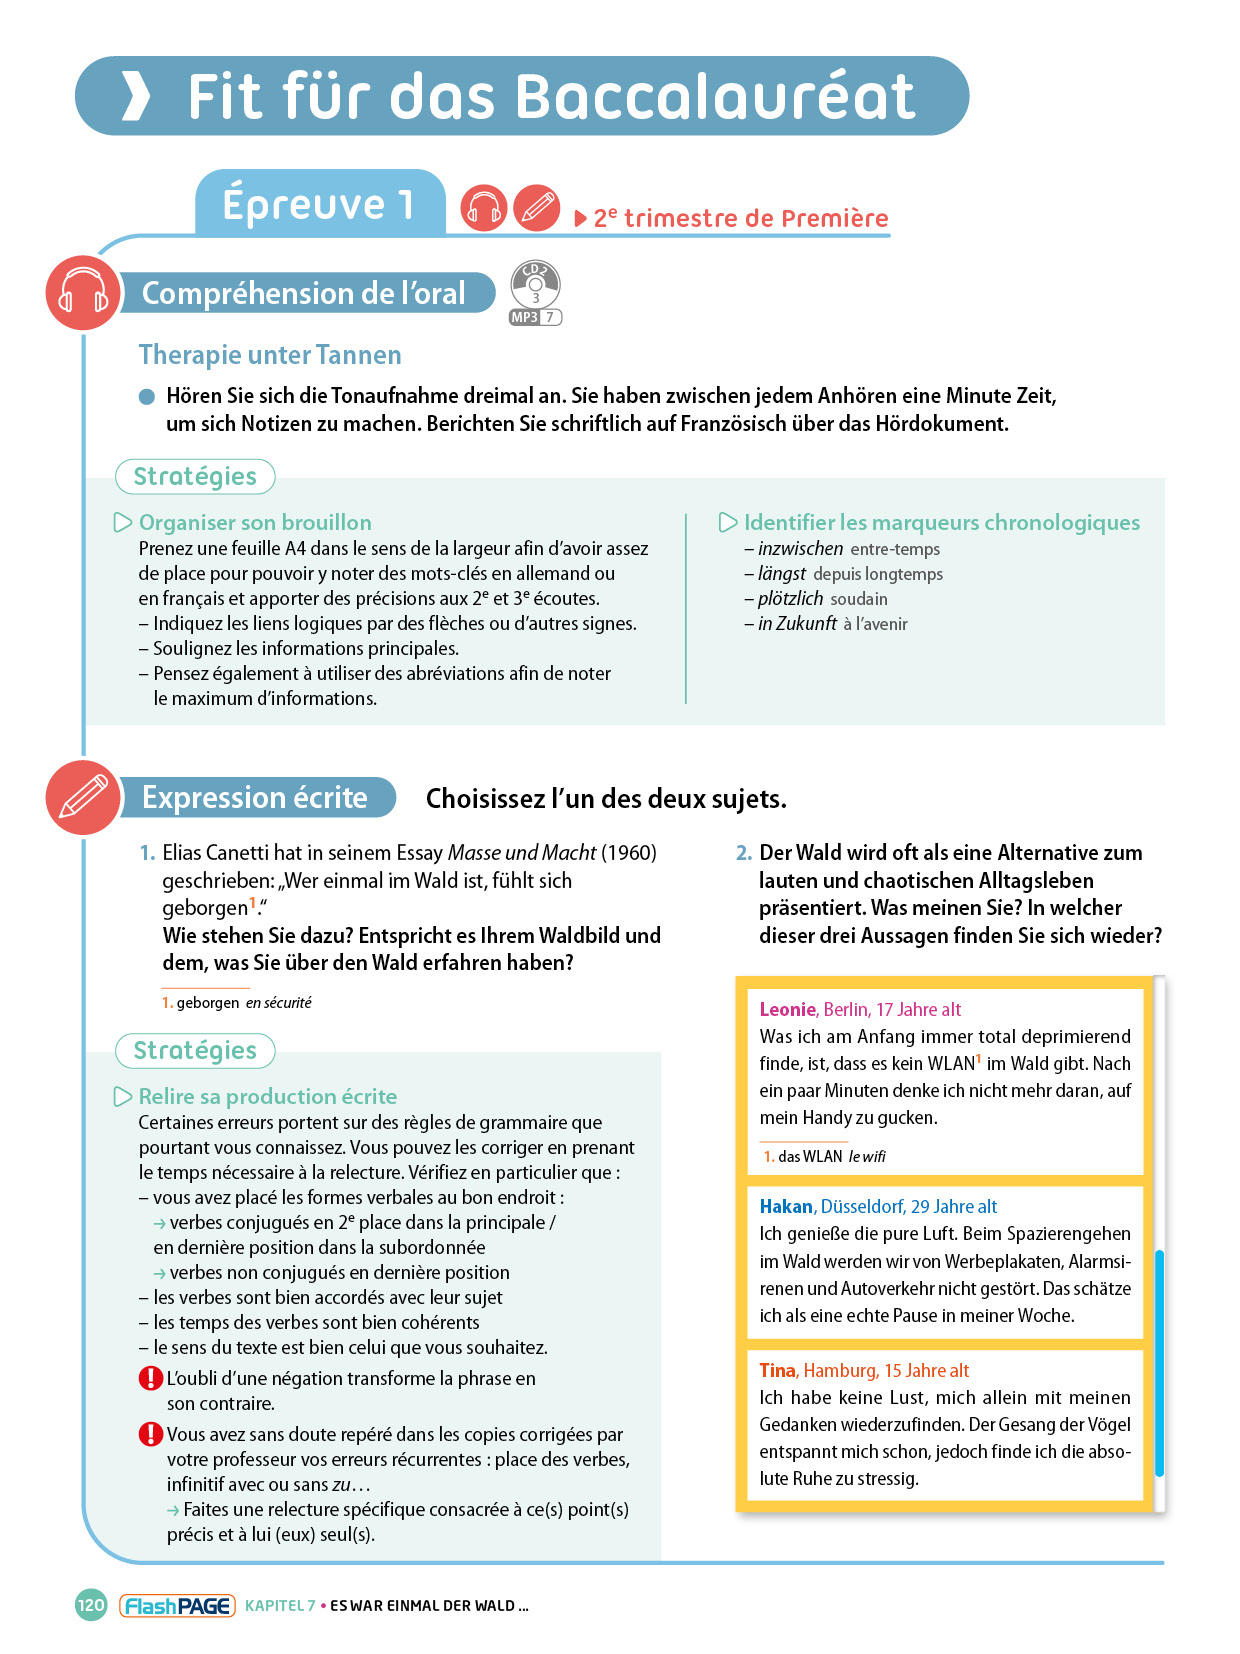 Fit für das Baccalauréat
Épreuve 1
2e trimestre de Première
Compréhension de l’oral
CD 2
3
MP3 7
Therapie unter Tannen
Hören Sie sich die Tonaufnahme dreimal an. Sie haben zwischen jedem Anhören eine Minute Zeit,
um sich Notizen zu machen. Berichten Sie schriftlich auf Französisch über das Hördokument.
Stratégies
Organiser son brouillon
Prenez une feuille A4 dans le sens de la largeur afin d’avoir assez
de place pour pouvoir y noter des mots-clés en allemand ou
en français et apporter des précisions aux 2e et 3e écoutes.
– Indiquez les liens logiques par des flèches ou d’autres signes.
– Soulignez les informations principales.
– Pensez également à utiliser des abréviations afin de noter
le maximum d’informations.
Identifier les marqueurs chronologiques
– inzwischen entre-temps
– längst depuis longtemps
– plötzlich soudain
– in Zukunft à l’avenir
Expression écrite
Choisissez l’un des deux sujets.
1. Elias Canetti hat in seinem Essay Masse und Macht (1960)
geschrieben: „Wer einmal im Wald ist, fühlt sich
geborgen1.“
Wie stehen Sie dazu? Entspricht es Ihrem Waldbild und
dem, was Sie über den Wald erfahren haben?
1. geborgen en sécurité
Stratégies
Relire sa production écrite
Certaines erreurs portent sur des règles de grammaire que
pourtant vous connaissez. Vous pouvez les corriger en prenant
le temps nécessaire à la relecture. Vérifiez en particulier que :
– vous avez placé les formes verbales au bon endroit :
→ verbes conjugués en 2e place dans la principale /
en dernière position dans la subordonnée
→ verbes non conjugués en dernière position
– les verbes sont bien accordés avec leur sujet
– les temps des verbes sont bien cohérents
– le sens du texte est bien celui que vous souhaitez.
! L’oubli d’une négation transforme la phrase en
son contraire.
! Vous avez sans doute repéré dans les copies corrigées par
votre professeur vos erreurs récurrentes : place des verbes,
infinitif avec ou sans zu…
→ Faites une relecture spécifique consacrée à ce(s) point(s)
précis et à lui (eux) seul(s).
2. Der Wald wird oft als eine Alternative zum
lauten und chaotischen Alltagsleben
präsentiert. Was meinen Sie? In welcher
dieser drei Aussagen finden Sie sich wieder?
Leonie, Berlin, 17 Jahre alt
Was ich am Anfang immer total deprimierend
finde, ist, dass es kein WLAN1 im Wald gibt. Nach
ein paar Minuten denke ich nicht mehr daran, auf
mein Handy zu gucken.
1. das WLAN le wifi
Hakan, Düsseldorf, 29 Jahre alt
Ich genieße die pure Luft. Beim Spazierengehen
im Wald werden wir von Werbeplakaten, Alarmsi-
renen und Autoverkehr nicht gestört. Das schätze
ich als eine echte Pause in meiner Woche.
Tina, Hamburg, 15 Jahre alt
Ich habe keine Lust, mich allein mit meinen
Gedanken wiederzufinden. Der Gesang der Vögel
entspannt mich schon, jedoch finde ich die abso-
lute Ruhe zu stressig.
120 FlashPAGE KAPITEL 7 • ES WAR EINMAL DER WALD ...